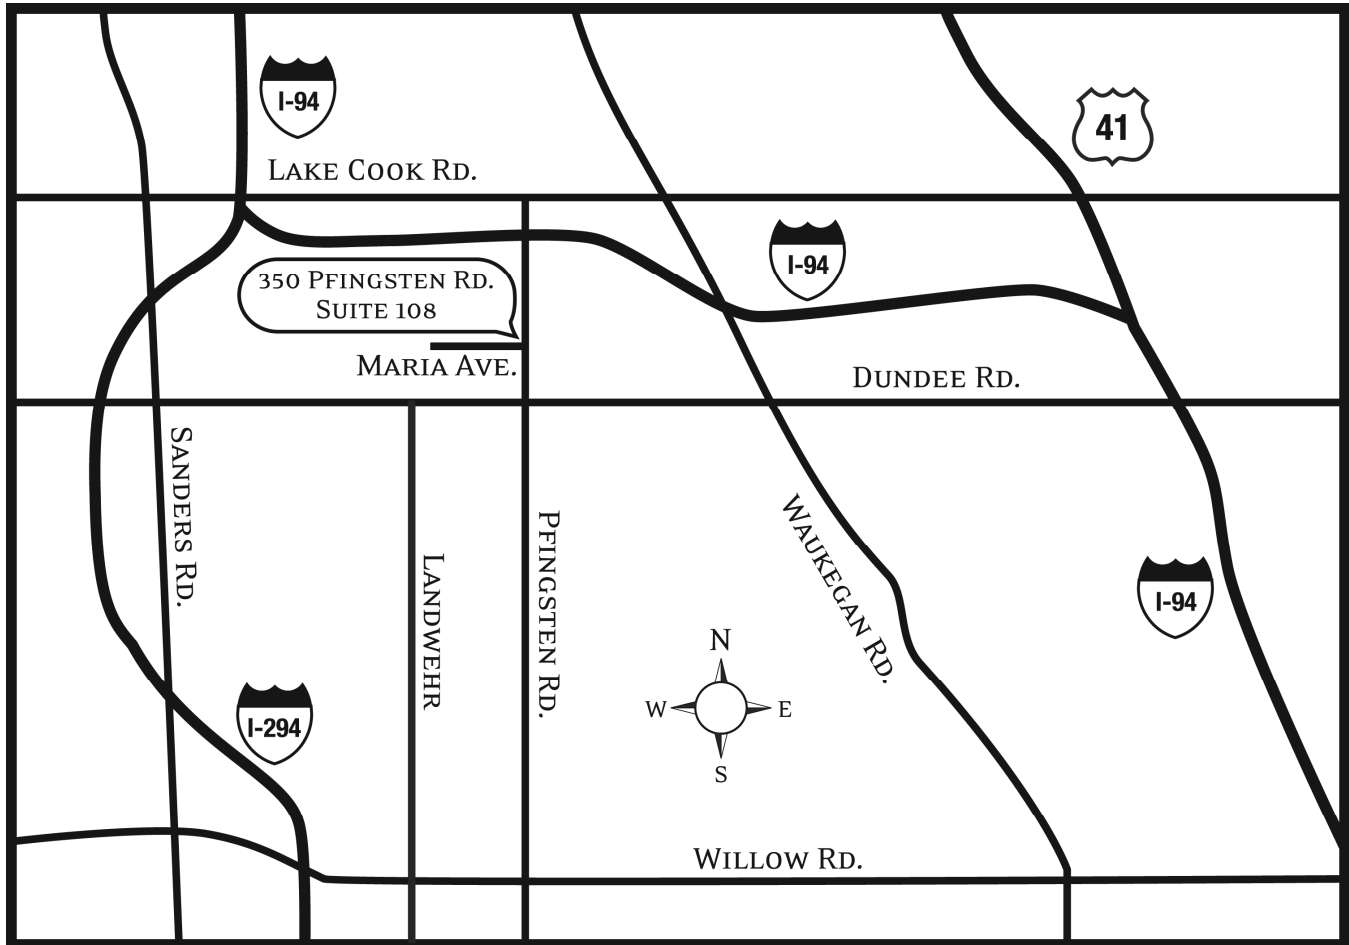 I-94
41
Lake Cook Rd.
I-94
350 Pfingsten Rd.
Suite 108
Maria Ave.
Dundee Rd.
Sanders Rd.
Landwehr
Pfingsten Rd.
Waukegan Rd.
I-94
N
W
E
S
I-294
Willow Rd.